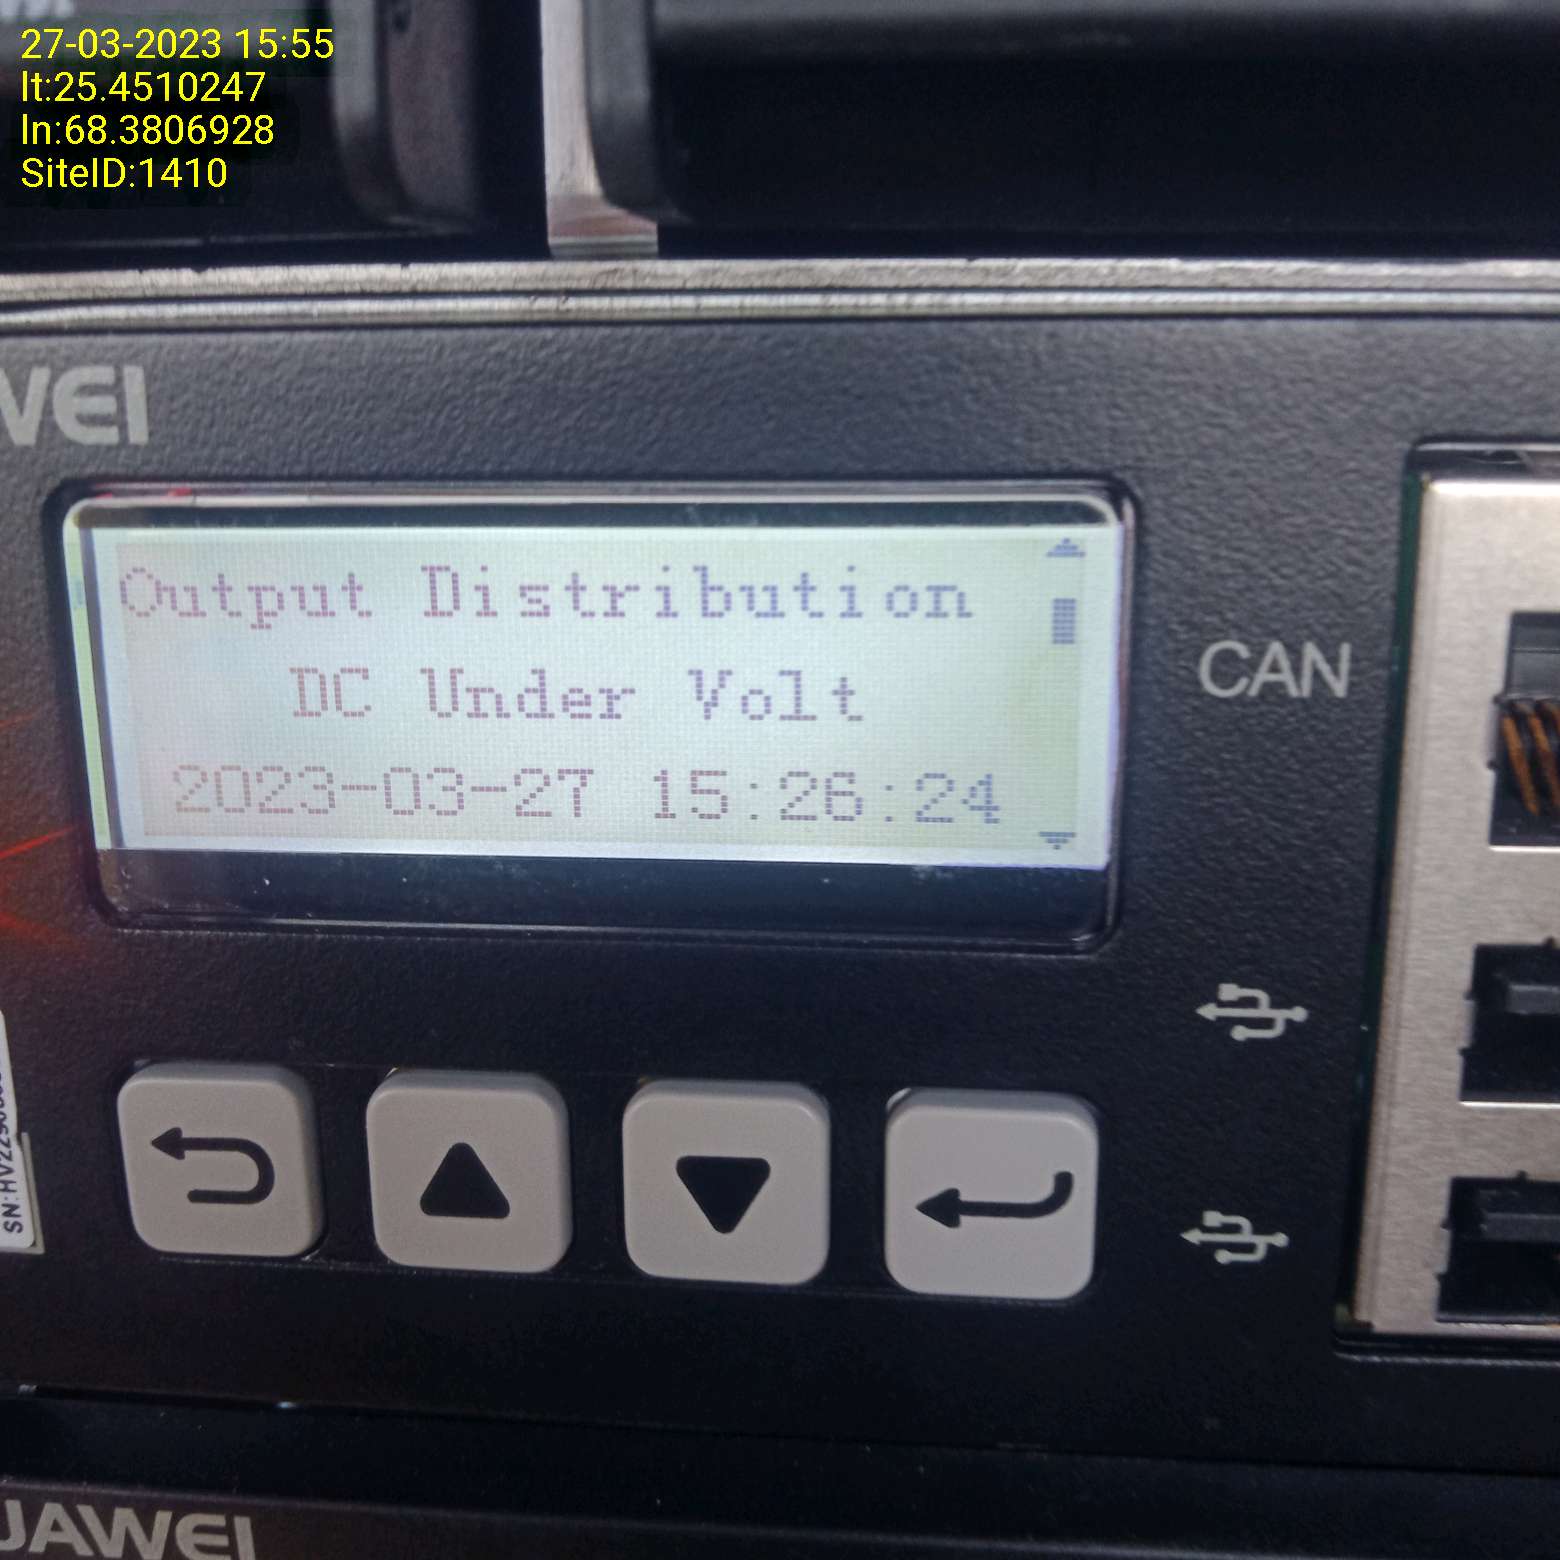 27-03-2023 15:55
lt:25.4510247
ln:68.3806928
SiteID:1410
WEI
Output Distribution
DC Under Volt
2023-03-27 15:26:24
CAN
UAWEI